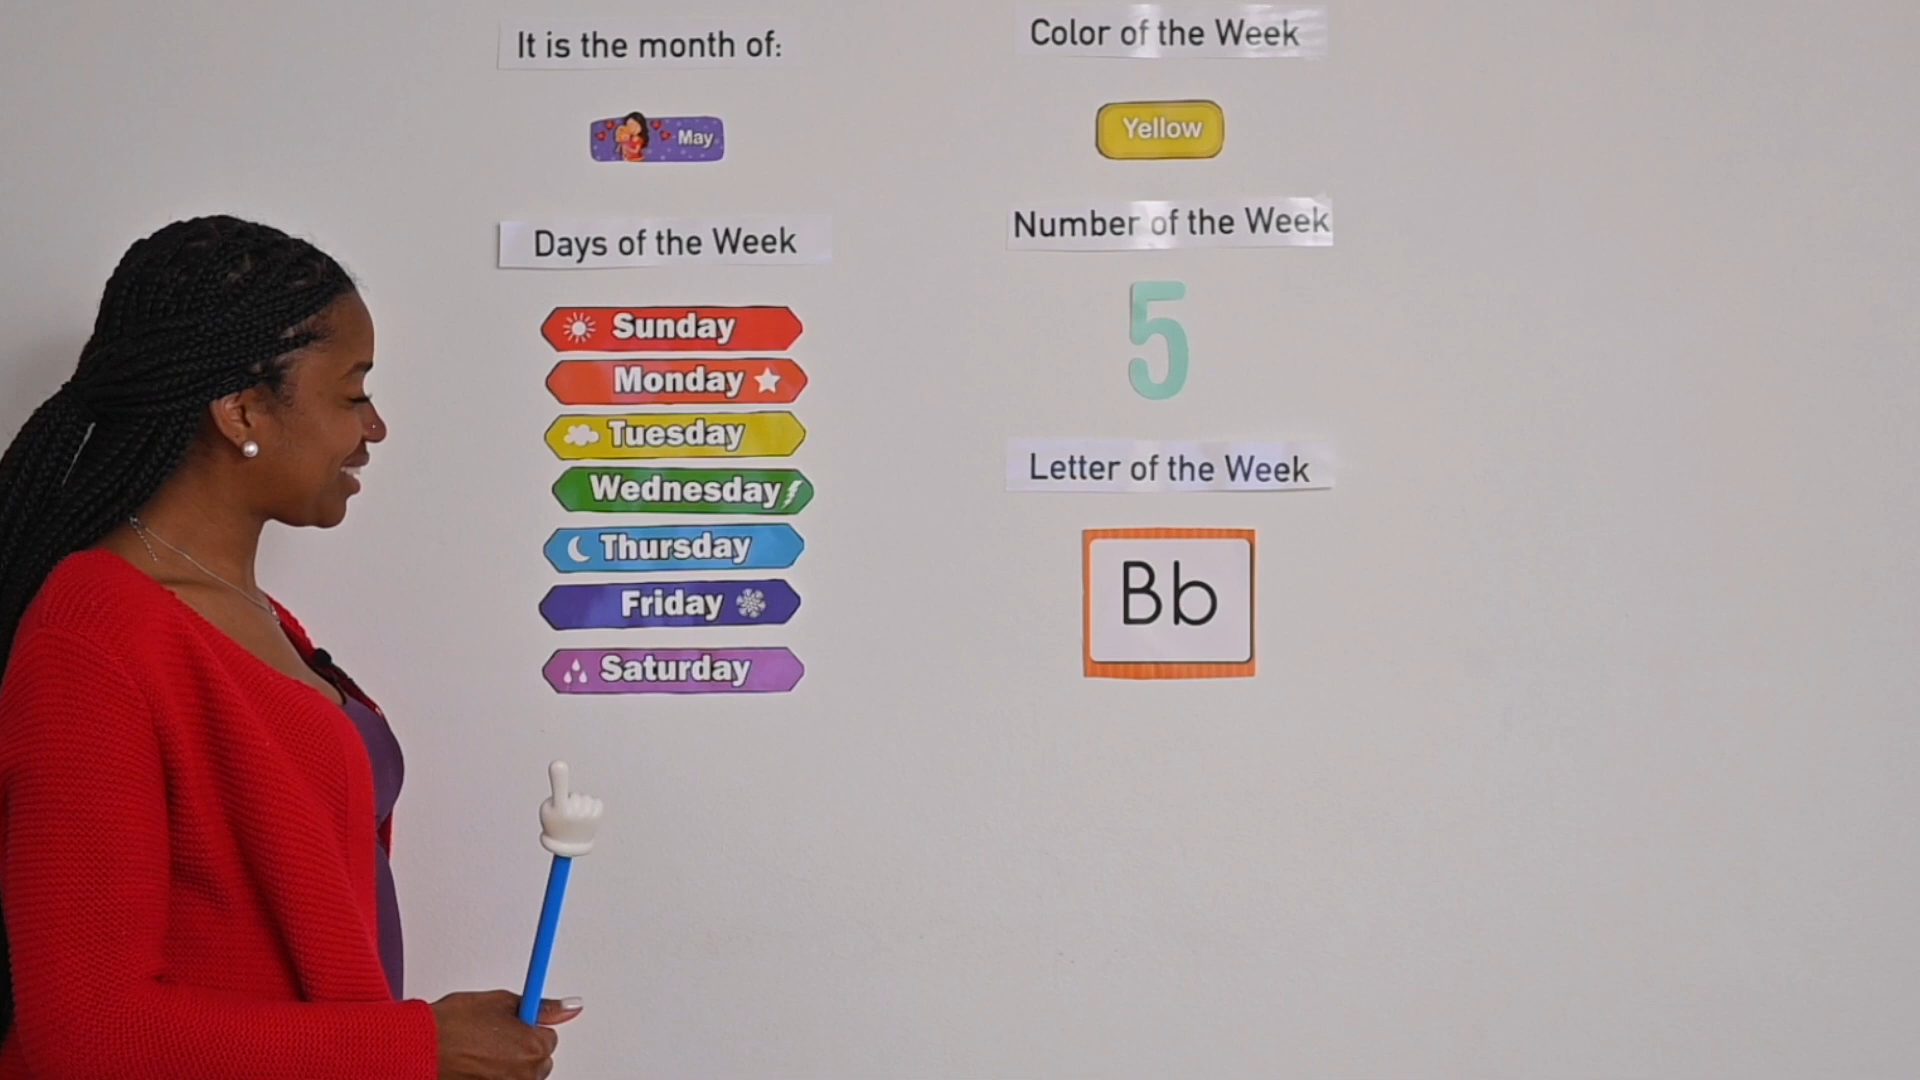 It is the month of:
May
Days of the Week
Sunday
Monday
Tuesday
Wednesday
Thursday
Friday
Saturday
Color of the Week
Yellow
Number of the Week
5
Letter of the Week
Bb